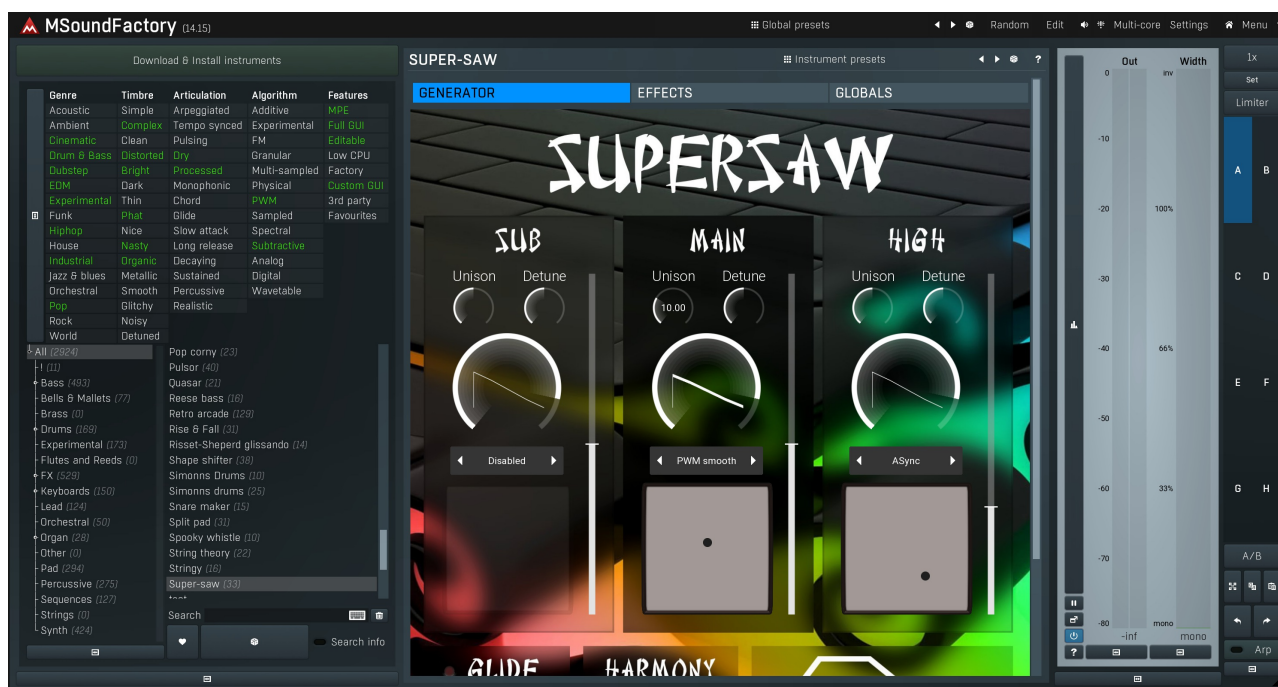 MSoundFactory (14.15)
Global presets
Random
Edit
Multi-core
Settings
Menu
Download & Install instruments
Genre Timbre Articulation Algorithm Features
Acoustic Simple Arpeggiated Additive MPE
Ambient Complex Tempo synced Experimental Full GUI
Cinematic Clean Pulsing FM Editable
Drum & Bass Distorted Dry Granular Low CPU
Dubstep Bright Processed Multi-sampled Factory
EDM Dark Monophonic Physical Custom GUI
Experimental Thin Chord PWM 3rd party
Funk Phat Glide Sampled Favourites
Hiphop Nice Slow attack Spectral
House Nasty Long release Subtractive
Industrial Organic Decaying Analog
Jazz & blues Metallic Sustained Digital
Orchestral Smooth Percussive Wavetable
Pop Glitchy Realistic
Rock Noisy
World Detuned
All (2924)
! (11)
Bass (493)
Bells & Mallets (77)
Brass (0)
Drums (169)
Experimental (173)
Flutes and Reeds (0)
FX (529)
Keyboards (150)
Lead (124)
Orchestral (50)
Organ (28)
Other (0)
Pad (294)
Percussive (275)
Sequences (127)
Strings (0)
Synth (424)
Pop corny (23)
Pulsor (40)
Quasar (21)
Reese bass (16)
Retro arcade (129)
Rise & Fall (31)
Risset-Sheperd glissando (14)
Shape shifter (38)
Simonns Drums (10)
Simonns drums (25)
Snare maker (15)
Split pad (31)
Spooky whistle (10)
String theory (22)
Stringy (16)
Super-saw (33)
Search
Search info
SUPER-SAW
Instrument presets
?
GENERATOR EFFECTS GLOBALS
SUPERSAW
SUB MAIN HIGH
Unison Detune Unison Detune Unison Detune
10.00
Disabled PWM smooth ASync
GLIDE HARMONY
Out Width
0 inv
-10
-20 100%
-30
-40 66%
-50
-60 33%
-70
-80 mono
-inf mono
?
1x
Set
Limiter
A B
C D
E F
G H
A/B
Arp